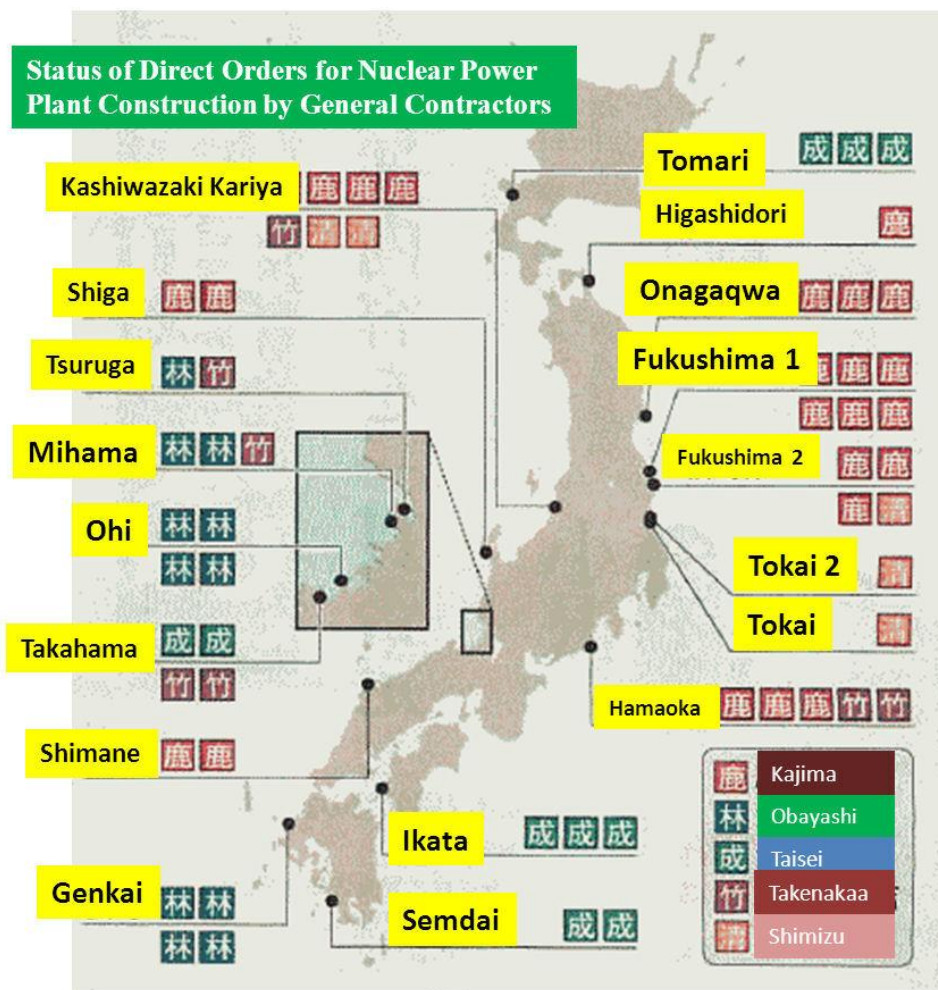 Status of Direct Orders for Nuclear Power
Plant Construction by General Contractors
Kashiwazaki Kariya 鹿 鹿 鹿
竹 清 清
Tomari 成 成 成
Higashidori 鹿
Shiga 鹿 鹿
Onagaqwa 鹿 鹿 鹿
Tsuruga 林 竹
Fukushima 1 鹿 鹿 鹿
鹿 鹿 鹿
Mihama 林 林 竹
Fukushima 2 鹿 鹿
鹿 清
Ohi 林 林
林 林
Tokai 2 清
Tokai 清
Takahama 成 成
竹 竹
Hamaoka 鹿 鹿 鹿 竹 竹
Shimane 鹿 鹿
Ikata 成 成 成
Genkai 林 林
林 林
Semdai 成 成
鹿 Kajima
林 Obayashi
成 Taisei
竹 Takenakaa
清 Shimizu